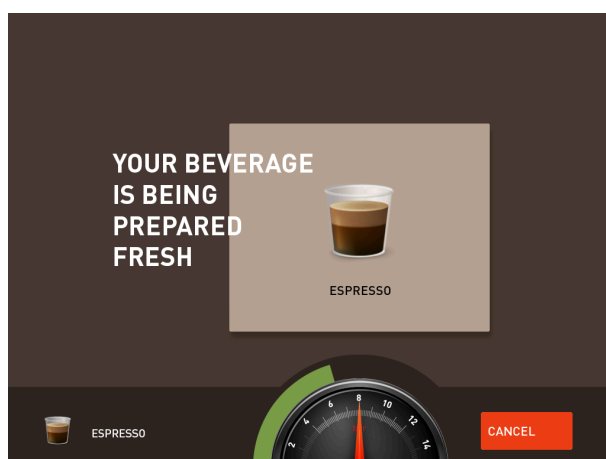 YOUR BEVERAGE
IS BEING
PREPARED
FRESH
ESPRESSO
ESPRESSO
2
4
6
8
10
12
14
CANCEL